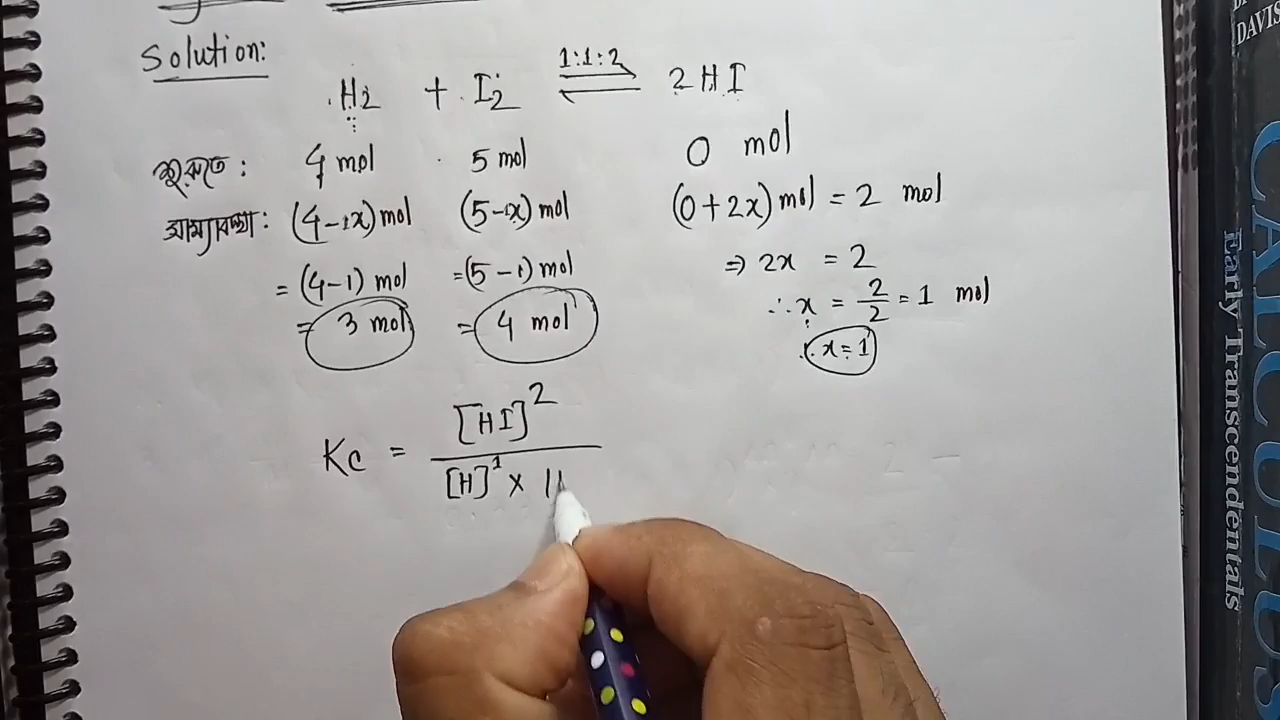 Solution:
H2 + I2 1:1:2 ⇌ 2HI
শুরুতে: 4 mol 5 mol 0 mol
সাম্যাবস্থা: (4-1x) mol (5-1x) mol (0+2x) mol = 2 mol
= (4-1) mol = (5-1) mol ⇒ 2x = 2
= 3 mol = 4 mol ∴ x = 2/2 = 1 mol
∴ x = 1
Kc = [HI]^2 / [H]^1 ×
DAVIS
CALCULUS
Early Transcendentals